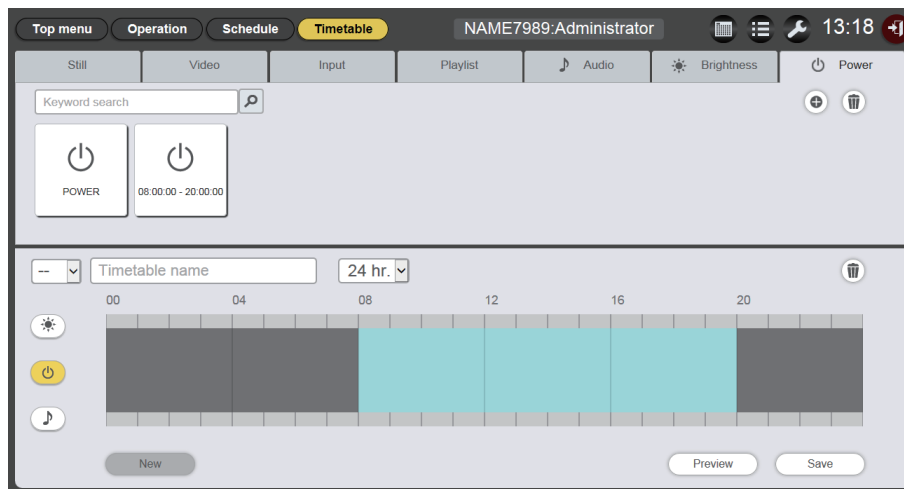 Top menu Operation Schedule Timetable NAME7989:Administrator 13:18
Still Video Input Playlist Audio Brightness Power
Keyword search
POWER 08:00:00 - 20:00:00
-- Timetable name 24 hr.
00 04 08 12 16 20
New Preview Save